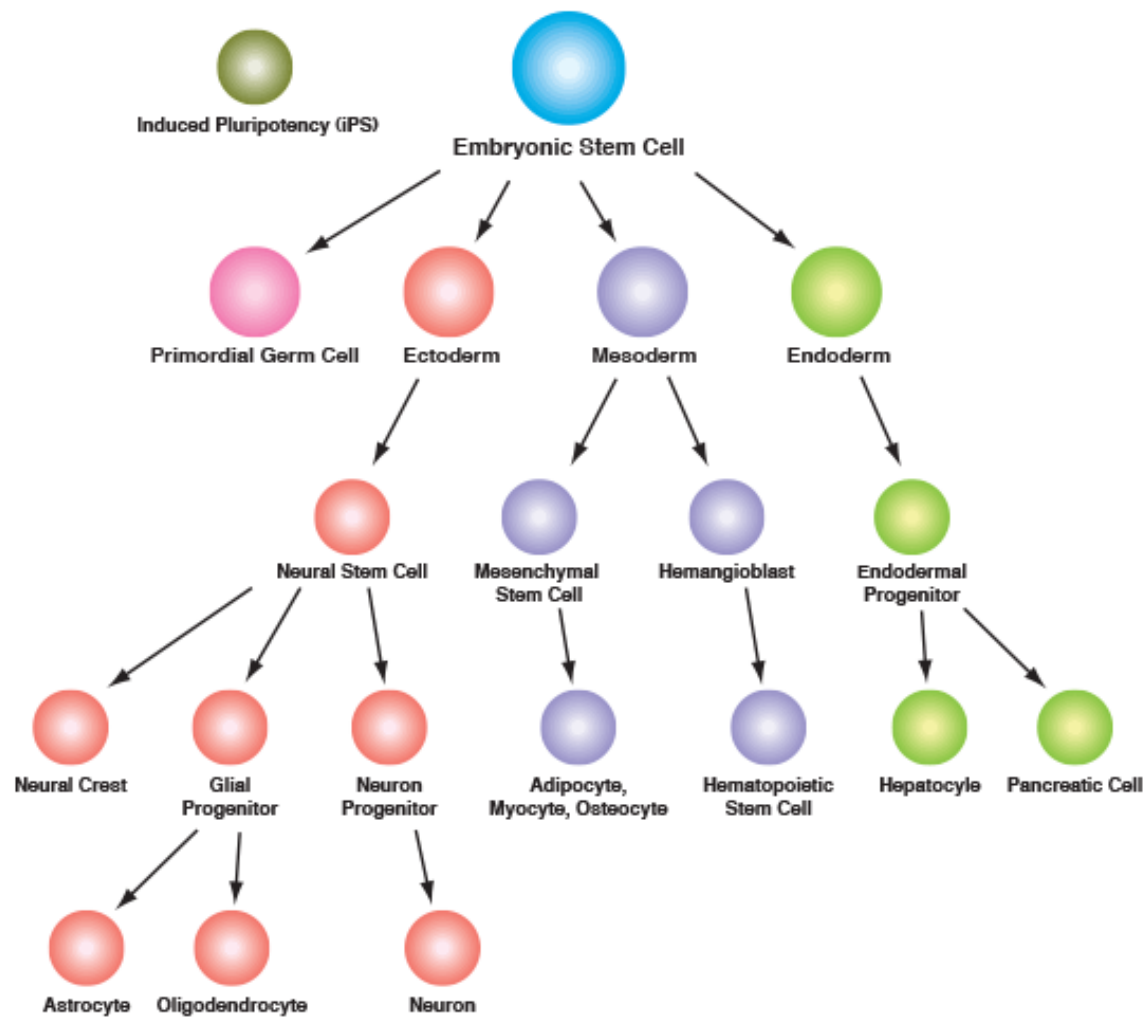 Induced Pluripotency (iPS)
Embryonic Stem Cell
Primordial Germ Cell
Ectoderm
Mesoderm
Endoderm
Neural Stem Cell
Mesenchymal
Stem Cell
Hemangioblast
Endodermal
Progenitor
Neural Crest
Glial
Progenitor
Neuron
Progenitor
Adipocyte,
Myocyte, Osteocyte
Hematopoietic
Stem Cell
Hepatocyle
Pancreatic Cell
Astrocyte
Oligodendrocyte
Neuron